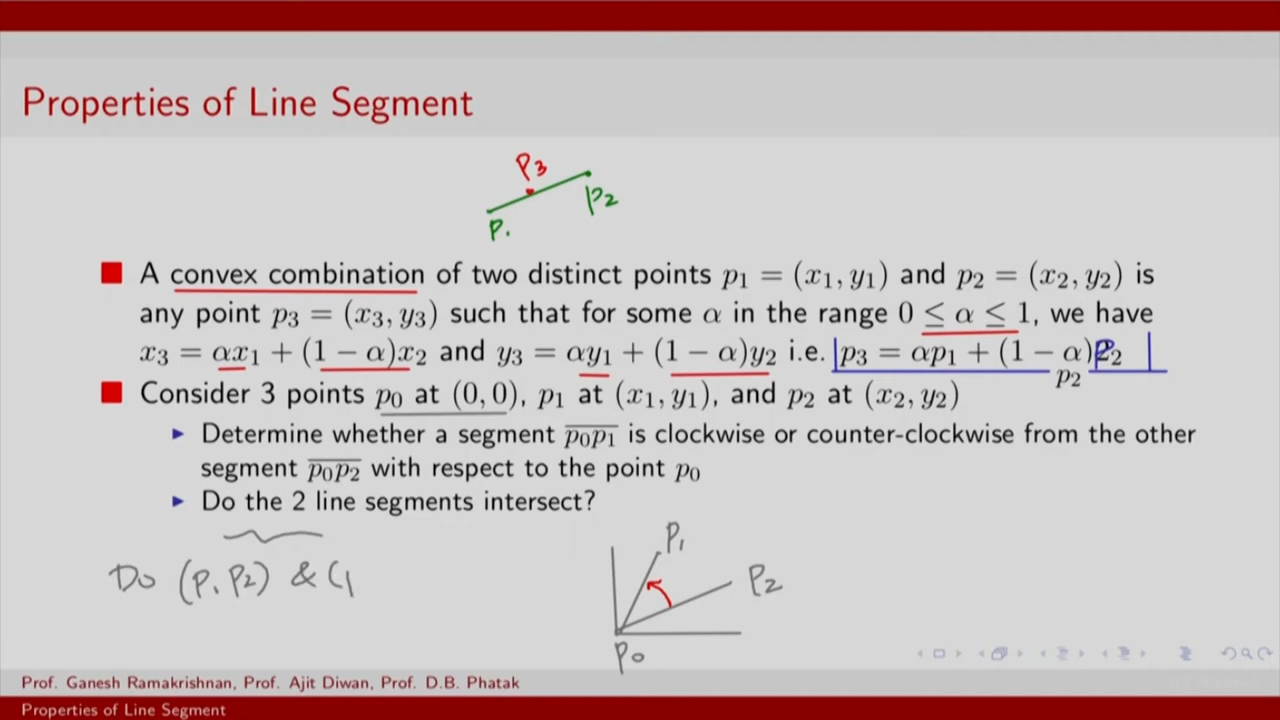 Properties of Line Segment
p3
p2
p.
A convex combination of two distinct points p1 = (x1, y1) and p2 = (x2, y2) is
any point p3 = (x3, y3) such that for some α in the range 0 ≤ α ≤ 1, we have
x3 = αx1 + (1 − α)x2 and y3 = αy1 + (1 − α)y2 i.e. p3 = αp1 + (1 − α)p2
p2
Consider 3 points p0 at (0, 0), p1 at (x1, y1), and p2 at (x2, y2)
Determine whether a segment p0p1 is clockwise or counter-clockwise from the other
segment p0p2 with respect to the point p0
Do the 2 line segments intersect?
Do (p, p2) & (
p1
p2
p0
Prof. Ganesh Ramakrishnan, Prof. Ajit Diwan, Prof. D.B. Phatak
Properties of Line Segment